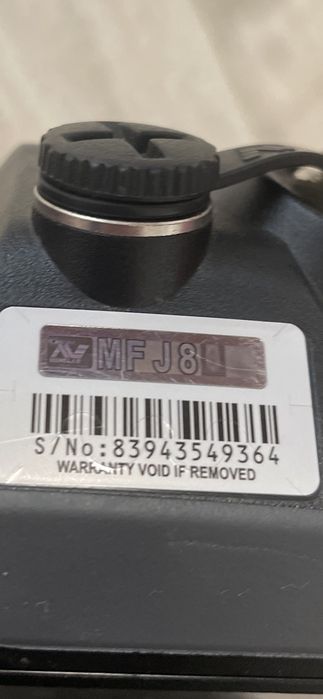 MFJ8
S/No:83943549364
WARRANTY VOID IF REMOVED